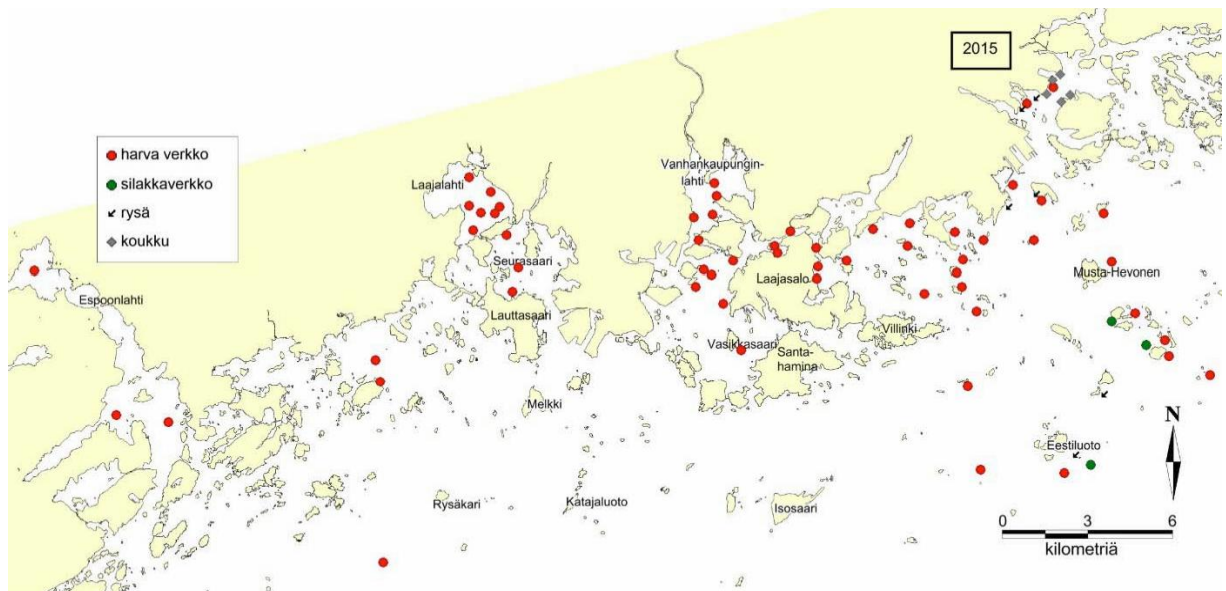 2015
harva verkko
silakkaverkko
rysä
koukku
Laajalahti
Vanhankaupungin-
lahti
Seurasaari
Espoonlahti
Lauttasaari
Laajasalo
Musta-Hevonen
Villinki
Vasikkasaari
Santa-
hamina
Melkki
Eestiluoto
Rysäkari
Katajaluoto
Isosaari
N
0 3 6
kilometriä